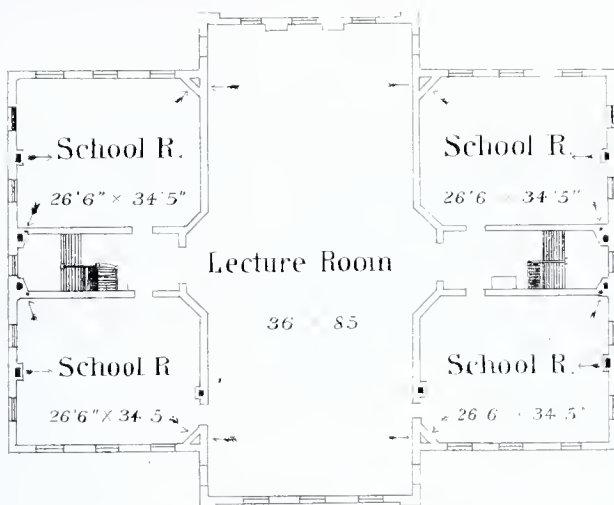 School R.
26'6" × 34'5"
School R.
26'6 34'5"
Lecture Room
36 85
School R
26'6" × 34.5
School R.
26 6 34.5"